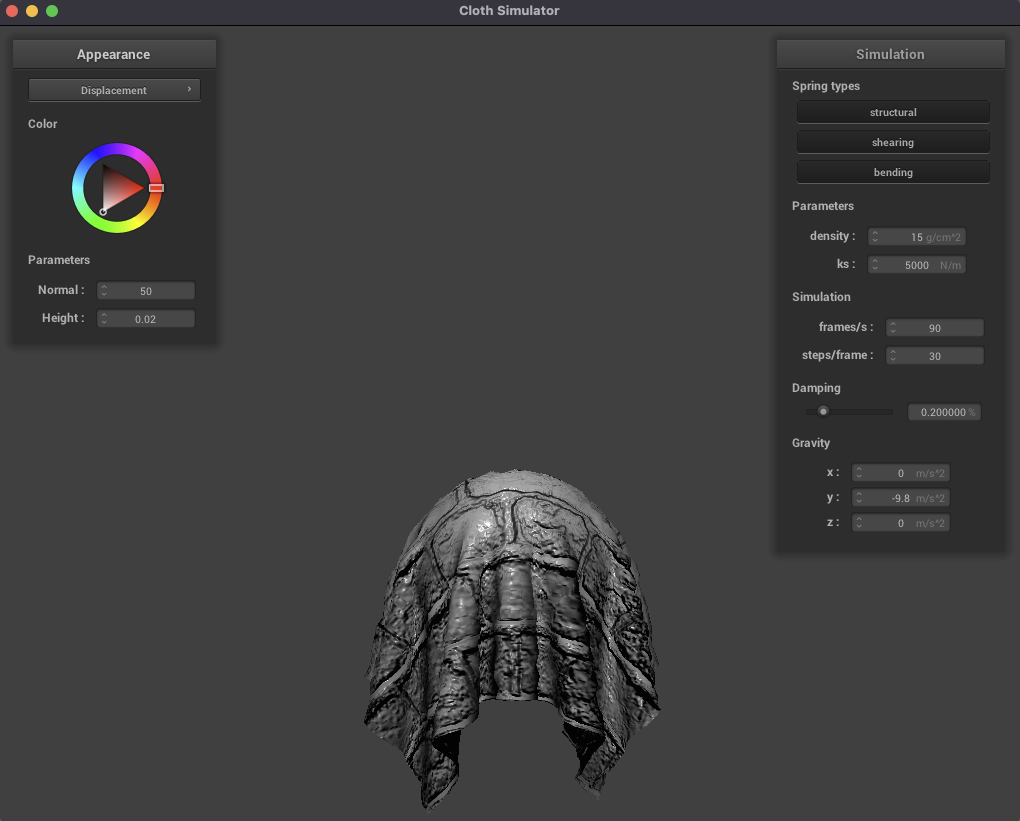 Cloth Simulator
Appearance
Displacement
Color
Parameters
Normal : 50
Height : 0.02
Simulation
Spring types
structural
shearing
bending
Parameters
density : 15 g/cm^2
ks : 5000 N/m
Simulation
frames/s : 90
steps/frame : 30
Damping
0.200000 %
Gravity
x : 0 m/s^2
y : -9.8 m/s^2
z : 0 m/s^2